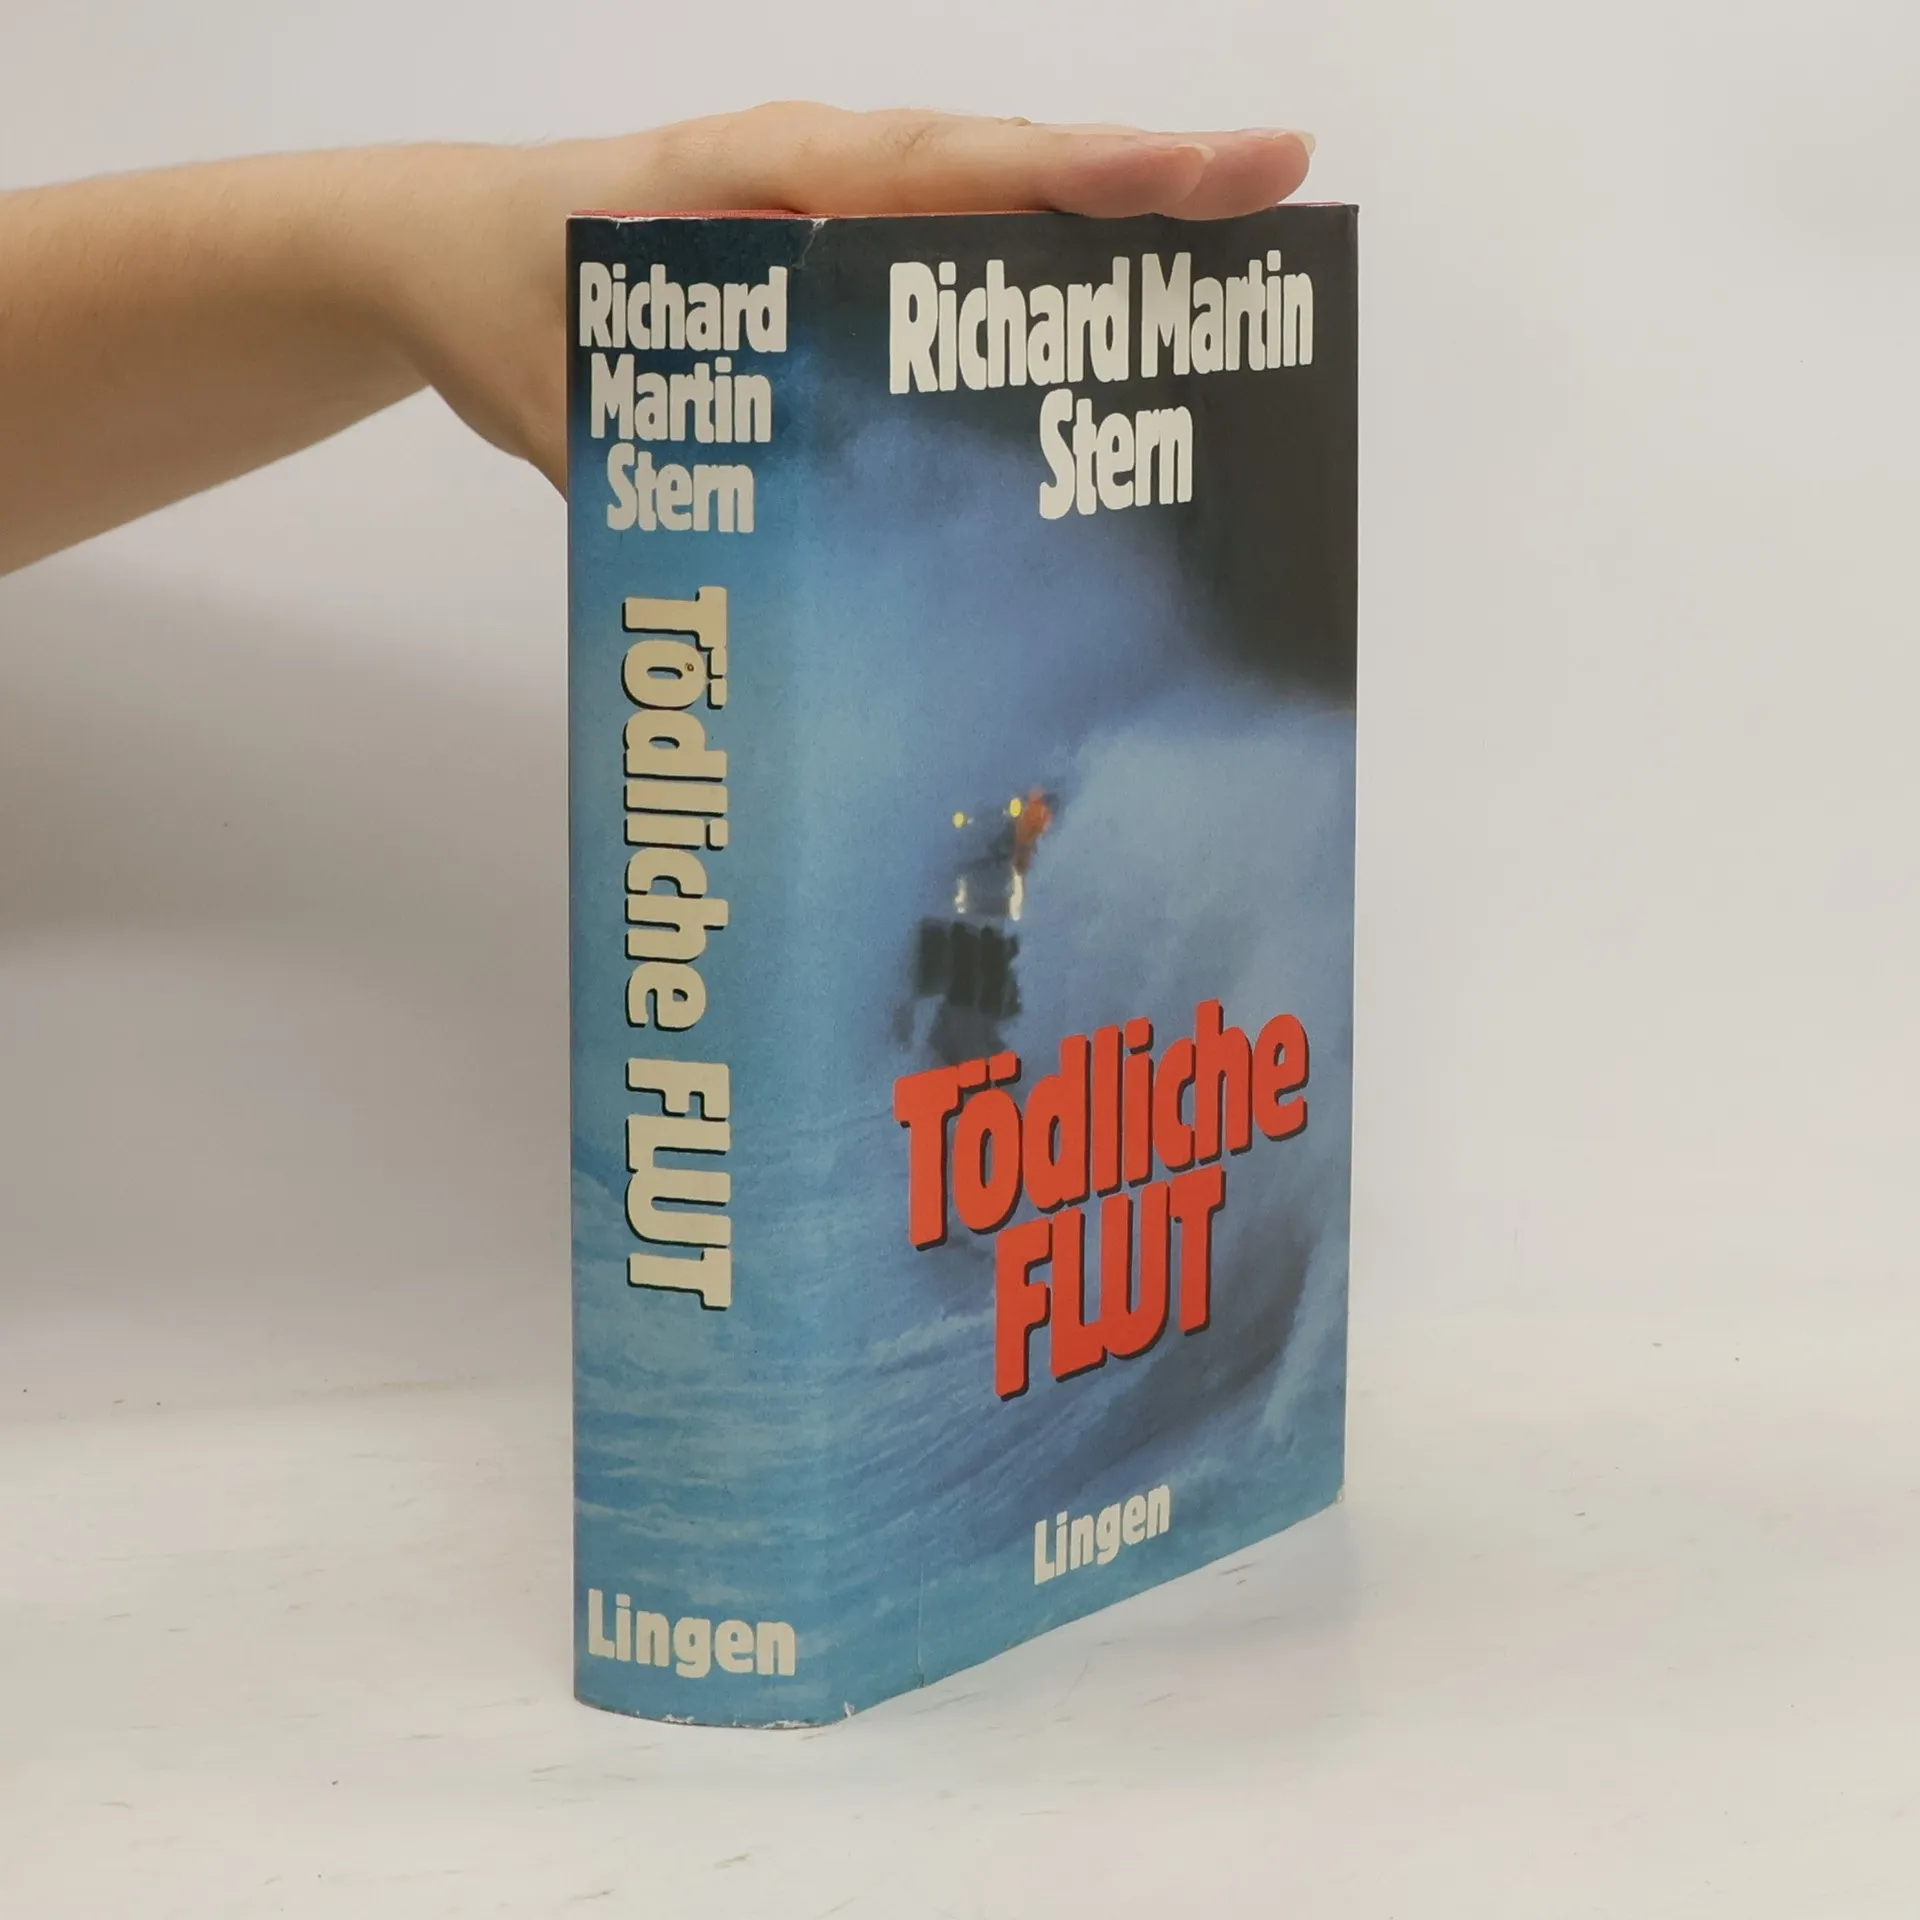 Richard
Martin
Stern
Tödliche FLUT
Lingen
Richard Martin
Stern
Tödliche
FLUT
Lingen